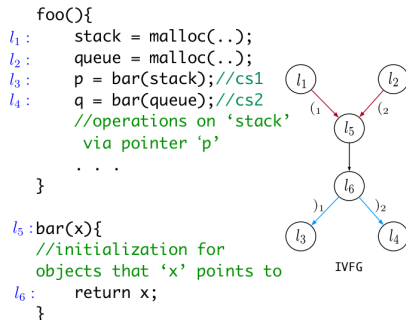 foo(){
l₁: stack = malloc(..);
l₂: queue = malloc(..);
l₃: p = bar(stack);//cs1
l₄: q = bar(queue);//cs2
//operations on ‘stack’
via pointer ‘p’
. . .
}
l₅: bar(x){
//initialization for
objects that ‘x’ points to
l₆: return x;
}
l₁ l₂
(₁ (₂
l₅
l₆
)₁ )₂
l₃ l₄
IVFG